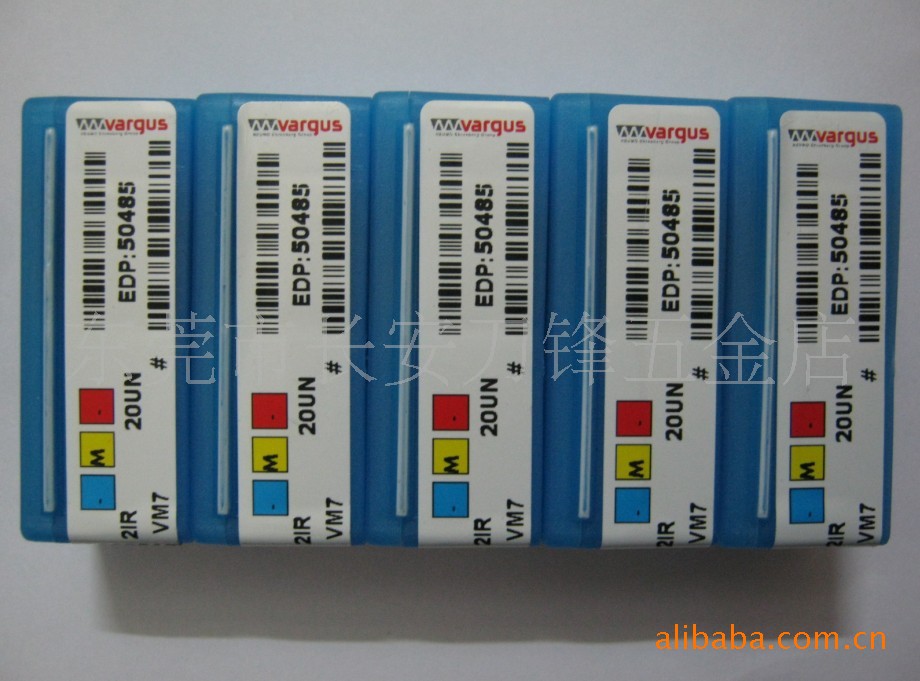 vargus
EDP:50485
#
20UN
- M -
2IR
VM7
vargus
EDP:50485
#
20UN
- M -
2IR
VM7
vargus
EDP:50485
#
20UN
- M -
2IR
VM7
vargus
EDP:50485
#
20UN
- M -
2IR
VM7
vargus
EDP:50485
#
20UN
- M -
2IR
VM7
东莞市长安刀锋五金店
alibaba.com.cn